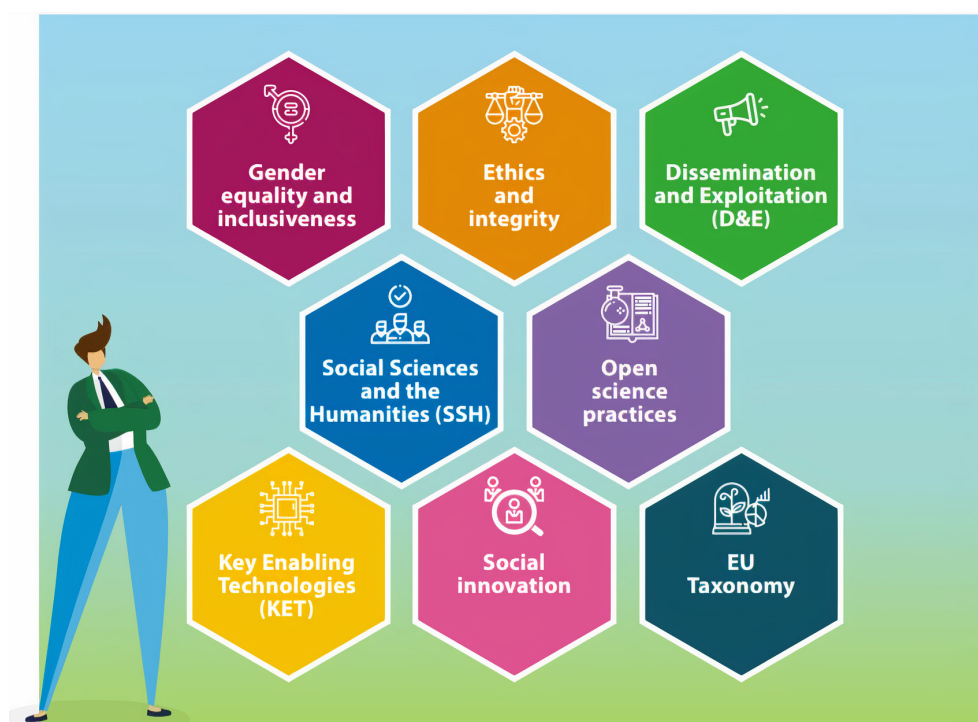 Gender
equality and
inclusiveness
Ethics
and
integrity
Dissemination
and Exploitation
(D&E)
Social Sciences
and the
Humanities (SSH)
Open
science
practices
Key Enabling
Technologies
(KET)
Social
innovation
EU
Taxonomy